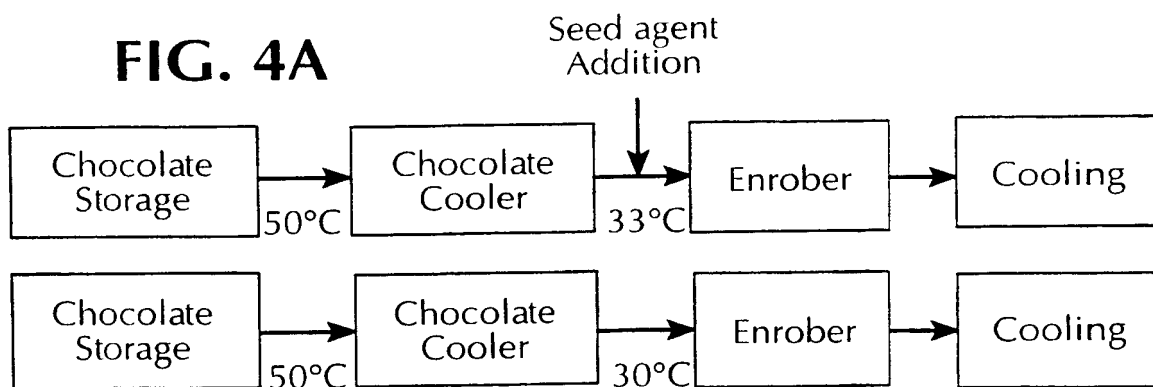 FIG. 4A
Seed agent
Addition
Chocolate
Storage
50°C
Chocolate
Cooler
33°C
Enrober
Cooling
Chocolate
Storage
50°C
Chocolate
Cooler
30°C
Enrober
Cooling